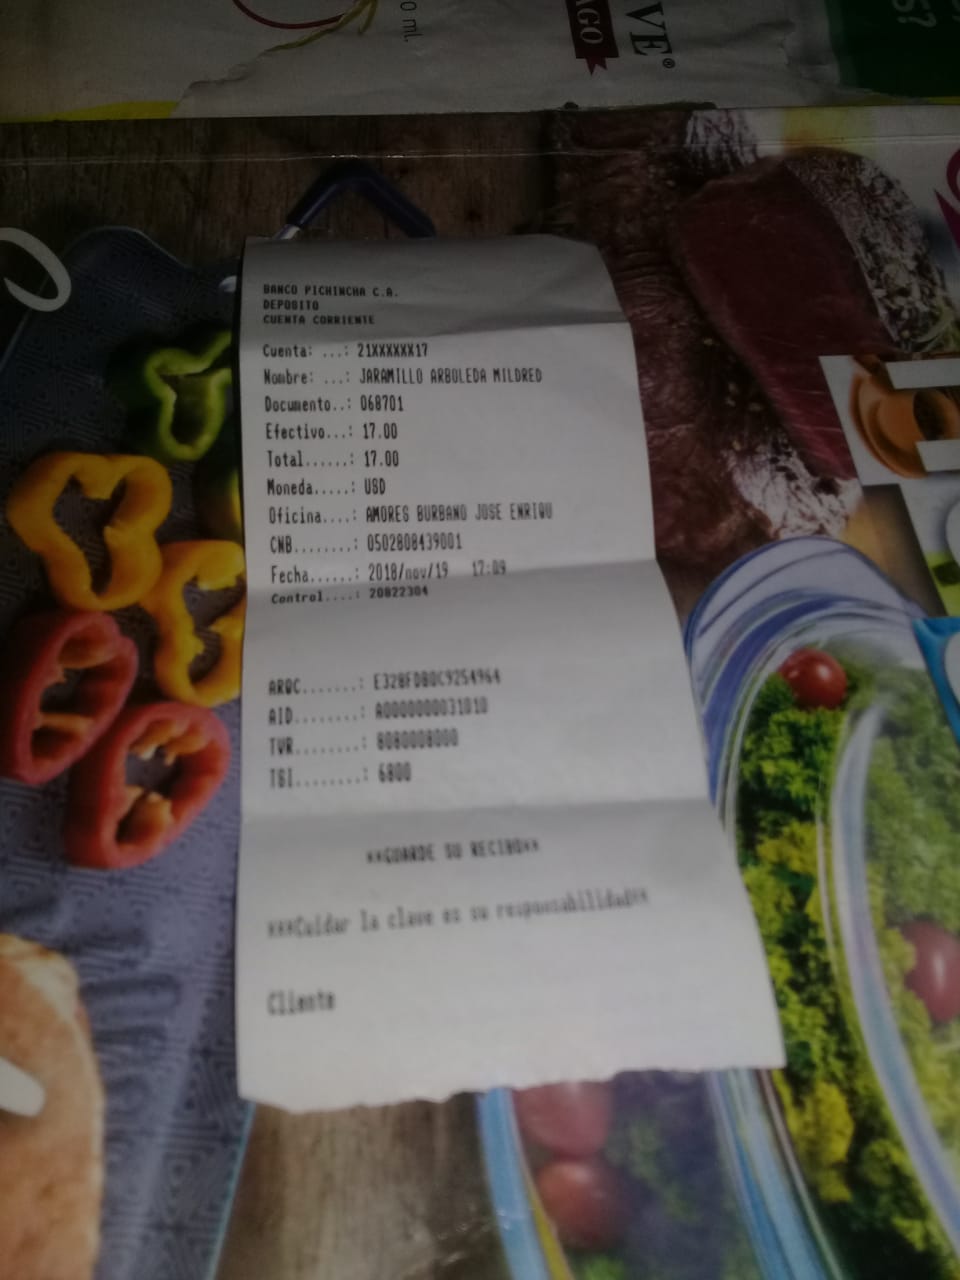 0 ml.
AGO
VE®
S?
BANCO PICHINCHA C.A.
DEPOSITO
CUENTA CORRIENTE
Cuenta: ...: 21XXXXXX17
Nombre: ...: JARAMILLO ARBOLEDA MILDRED
Documento..: 068701
Efectivo...: 17.00
Total......: 17.00
Moneda.....: USD
Oficina....: AMORES BURBANO JOSE ENRIQU
CNB........: 0502808439001
Fecha......: 2018/nov/19 17:09
Control....: 20822304
ARQC.......: E328FDB0C9254964
AID........: A0000000031010
TVR........: 8080008000
TSI........: 6800
**GUARDE SU RECIBO**
***Cuidar la clave es su responsabilidad**
Cliente